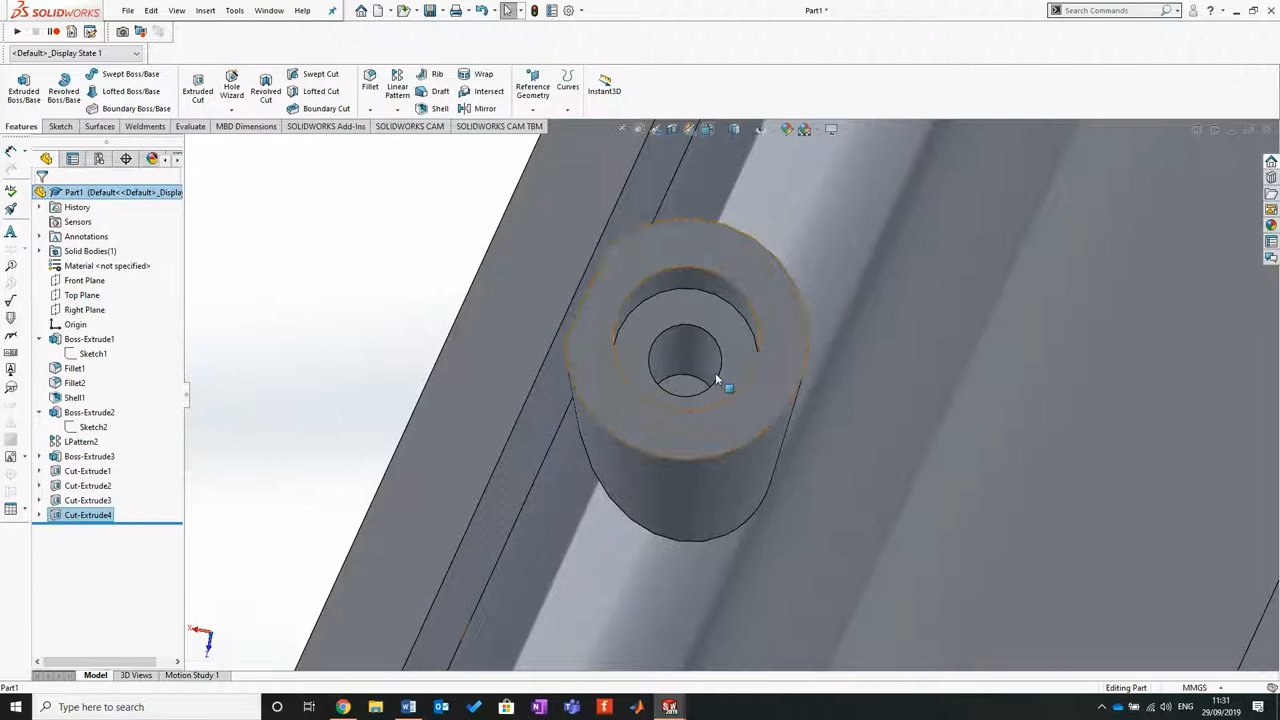 SOLIDWORKS File Edit View Insert Tools Window Help Part1 * Search Commands ?
<Default>_Display State 1
Extruded Boss/Base
Revolved Boss/Base
Swept Boss/Base
Lofted Boss/Base
Boundary Boss/Base
Extruded Cut
Hole Wizard
Revolved Cut
Swept Cut
Lofted Cut
Boundary Cut
Fillet
Linear Pattern
Rib
Draft
Shell
Wrap
Intersect
Mirror
Reference Geometry
Curves
Instant3D
Features Sketch Surfaces Weldments Evaluate MBD Dimensions SOLIDWORKS Add-Ins SOLIDWORKS CAM SOLIDWORKS CAM TBM
Part1 (Default<<Default>_Displa
History
Sensors
Annotations
Solid Bodies(1)
Material <not specified>
Front Plane
Top Plane
Right Plane
Origin
Boss-Extrude1
Sketch1
Fillet1
Fillet2
Shell1
Boss-Extrude2
Sketch2
LPattern2
Boss-Extrude3
Cut-Extrude1
Cut-Extrude2
Cut-Extrude3
Cut-Extrude4
X
Z
Model 3D Views Motion Study 1
Part1 Editing Part MMGS
Type here to search ENG 11:31
29/09/2019